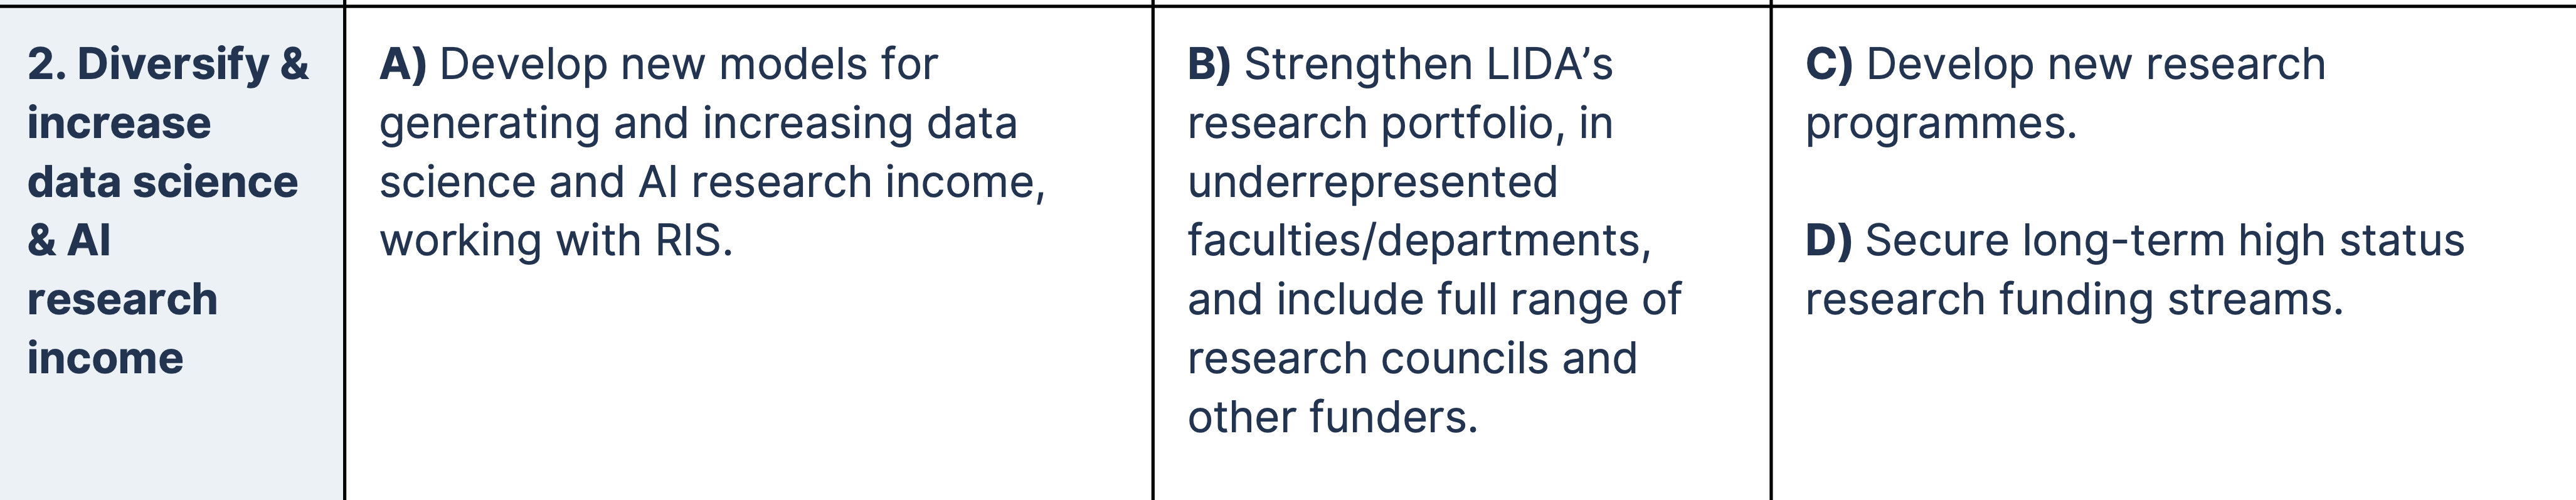 2. Diversify &
increase
data science
& AI
research
income
A) Develop new models for
generating and increasing data
science and AI research income,
working with RIS.
B) Strengthen LIDA’s
research portfolio, in
underrepresented
faculties/departments,
and include full range of
research councils and
other funders.
C) Develop new research
programmes.
D) Secure long-term high status
research funding streams.